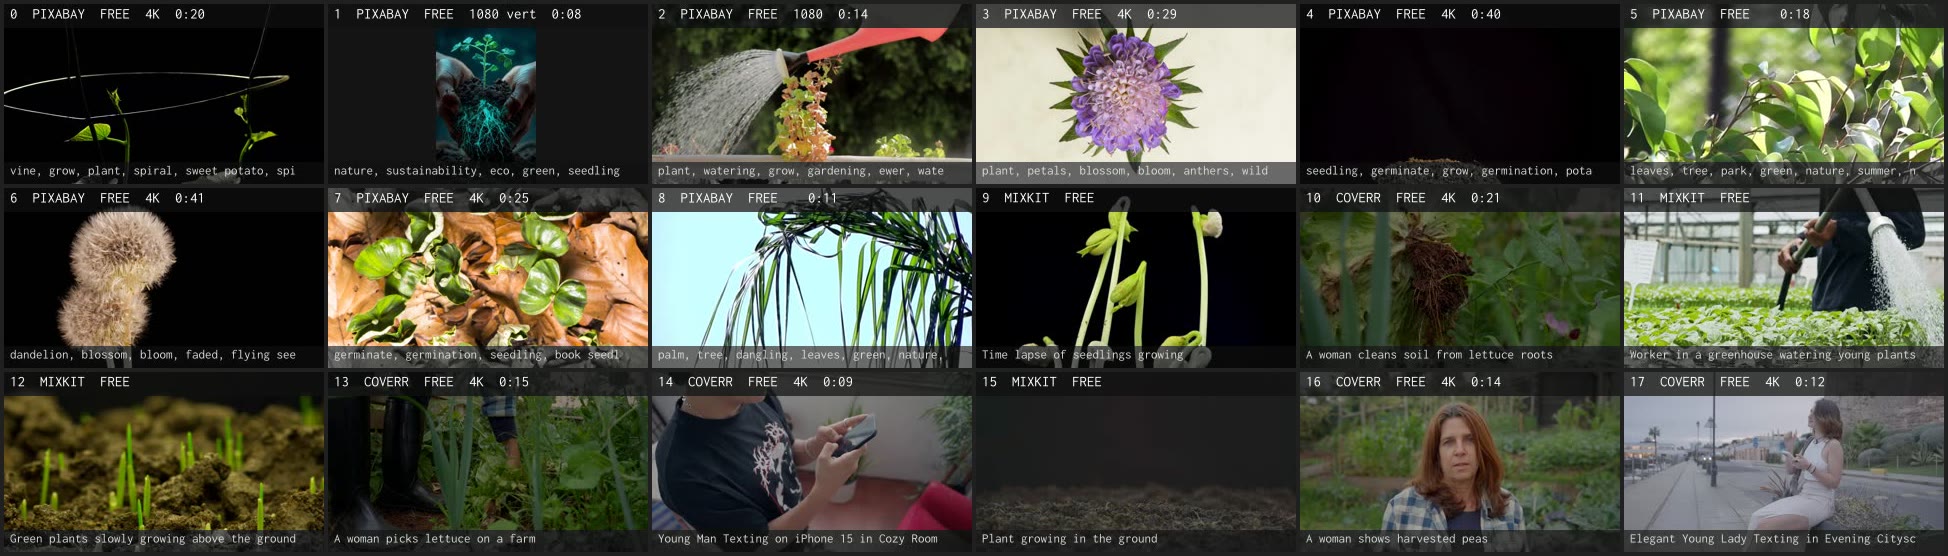 0 PIXABAY FREE 4K 0:20
vine, grow, plant, spiral, sweet potato, spi
1 PIXABAY FREE 1080 vert 0:08
nature, sustainability, eco, green, seedling
2 PIXABAY FREE 1080 0:14
plant, watering, grow, gardening, ewer, wate
3 PIXABAY FREE 4K 0:29
plant, petals, blossom, bloom, anthers, wild
4 PIXABAY FREE 4K 0:40
seedling, germinate, grow, germination, pota
5 PIXABAY FREE 0:18
leaves, tree, park, green, nature, summer, n
6 PIXABAY FREE 4K 0:41
dandelion, blossom, bloom, faded, flying see
7 PIXABAY FREE 4K 0:25
germinate, germination, seedling, book seedl
8 PIXABAY FREE 0:11
palm, tree, dangling, leaves, green, nature,
9 MIXKIT FREE
Time lapse of seedlings growing
10 COVERR FREE 4K 0:21
A woman cleans soil from lettuce roots
11 MIXKIT FREE
Worker in a greenhouse watering young plants
12 MIXKIT FREE
Green plants slowly growing above the ground
13 COVERR FREE 4K 0:15
A woman picks lettuce on a farm
14 COVERR FREE 4K 0:09
Young Man Texting on iPhone 15 in Cozy Room
15 MIXKIT FREE
Plant growing in the ground
16 COVERR FREE 4K 0:14
A woman shows harvested peas
17 COVERR FREE 4K 0:12
Elegant Young Lady Texting in Evening Citysc